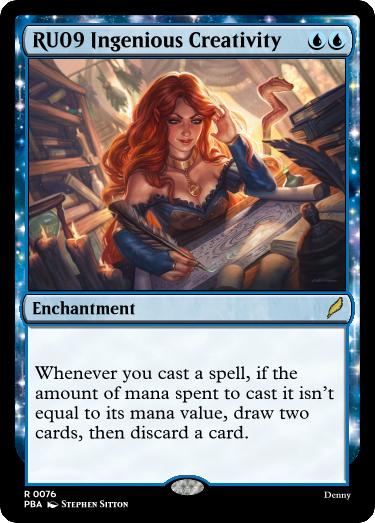 RU09 Ingenious Creativity
Enchantment
Whenever you cast a spell, if the
amount of mana spent to cast it isn't
equal to its mana value, draw two
cards, then discard a card.
R 0076
PBA Stephen Sitton
Denny